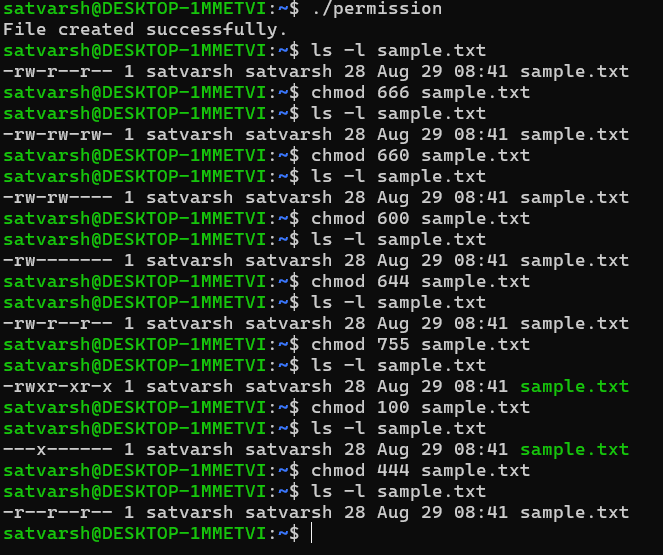 satvarsh@DESKTOP-1MMETVI:~$ ./permission
File created successfully.
satvarsh@DESKTOP-1MMETVI:~$ ls -l sample.txt
-rw-r--r-- 1 satvarsh satvarsh 28 Aug 29 08:41 sample.txt
satvarsh@DESKTOP-1MMETVI:~$ chmod 666 sample.txt
satvarsh@DESKTOP-1MMETVI:~$ ls -l sample.txt
-rw-rw-rw- 1 satvarsh satvarsh 28 Aug 29 08:41 sample.txt
satvarsh@DESKTOP-1MMETVI:~$ chmod 660 sample.txt
satvarsh@DESKTOP-1MMETVI:~$ ls -l sample.txt
-rw-rw---- 1 satvarsh satvarsh 28 Aug 29 08:41 sample.txt
satvarsh@DESKTOP-1MMETVI:~$ chmod 600 sample.txt
satvarsh@DESKTOP-1MMETVI:~$ ls -l sample.txt
-rw------- 1 satvarsh satvarsh 28 Aug 29 08:41 sample.txt
satvarsh@DESKTOP-1MMETVI:~$ chmod 644 sample.txt
satvarsh@DESKTOP-1MMETVI:~$ ls -l sample.txt
-rw-r--r-- 1 satvarsh satvarsh 28 Aug 29 08:41 sample.txt
satvarsh@DESKTOP-1MMETVI:~$ chmod 755 sample.txt
satvarsh@DESKTOP-1MMETVI:~$ ls -l sample.txt
-rwxr-xr-x 1 satvarsh satvarsh 28 Aug 29 08:41 sample.txt
satvarsh@DESKTOP-1MMETVI:~$ chmod 100 sample.txt
satvarsh@DESKTOP-1MMETVI:~$ ls -l sample.txt
---x------ 1 satvarsh satvarsh 28 Aug 29 08:41 sample.txt
satvarsh@DESKTOP-1MMETVI:~$ chmod 444 sample.txt
satvarsh@DESKTOP-1MMETVI:~$ ls -l sample.txt
-r--r--r-- 1 satvarsh satvarsh 28 Aug 29 08:41 sample.txt
satvarsh@DESKTOP-1MMETVI:~$